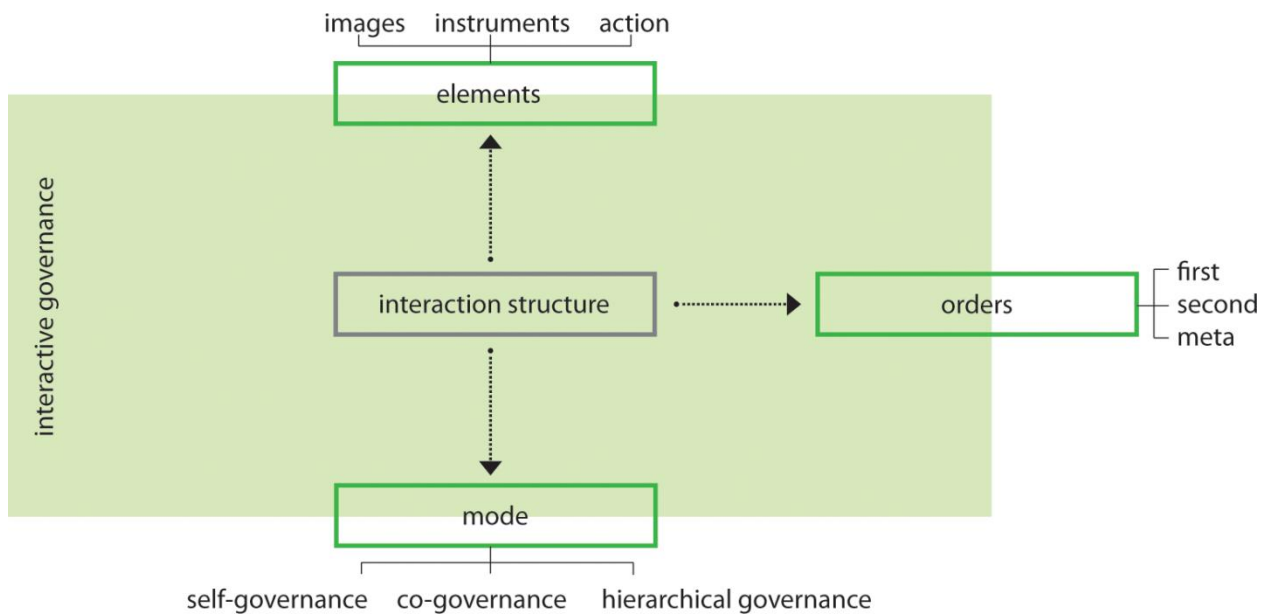 images instruments action
elements
interactive governance
interaction structure
orders
first
second
meta
mode
self-governance co-governance hierarchical governance